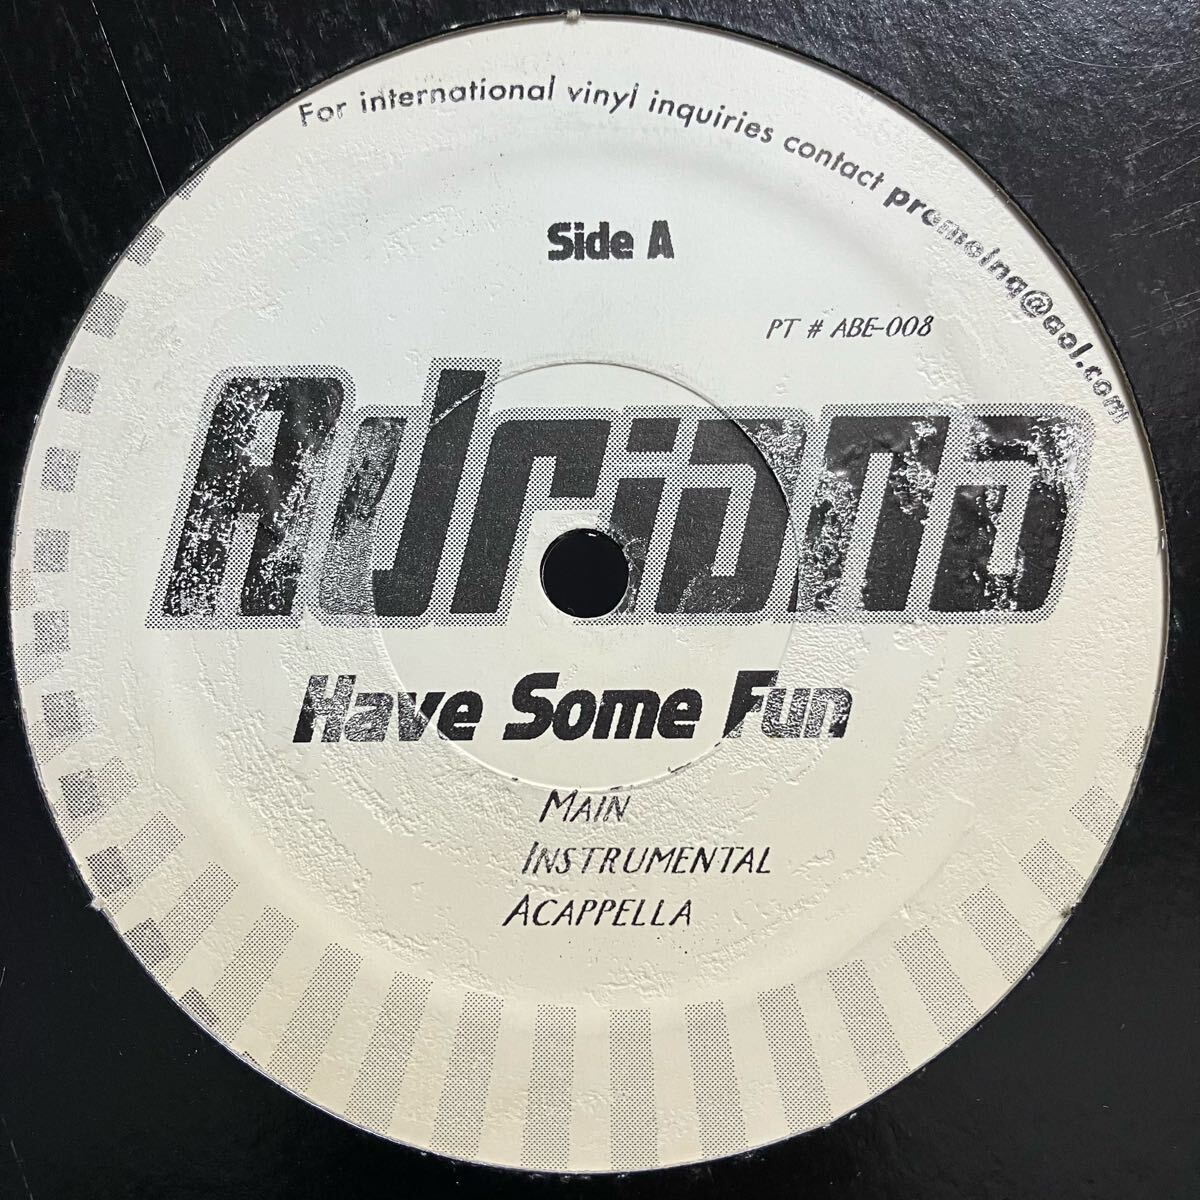 For international vinyl inquiries contact promoinq@aol.com
Side A
PT # ABE-008
Adriana
Have Some Fun
MAIN
INSTRUMENTAL
ACAPPELLA